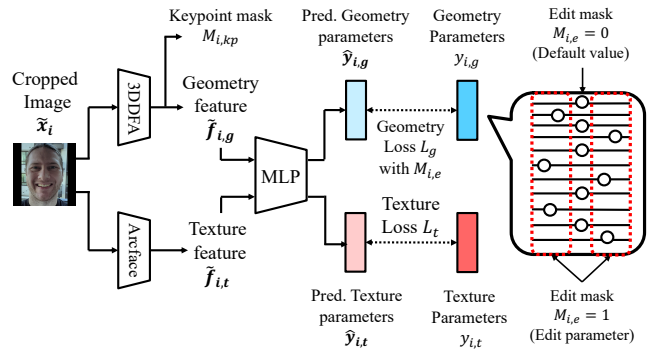 Keypoint mask
M_{i,kp}
Cropped
Image
x̃_i
3DDFA
Geometry
feature
f̃_{i,g}
Arcface
Texture
feature
f̃_{i,t}
MLP
Pred. Geometry
parameters
ŷ_{i,g}
Geometry
Parameters
y_{i,g}
Geometry
Loss L_g
with M_{i,e}
Texture
Loss L_t
Pred. Texture
parameters
ŷ_{i,t}
Texture
Parameters
y_{i,t}
Edit mask
M_{i,e} = 0
(Default value)
Edit mask
M_{i,e} = 1
(Edit parameter)